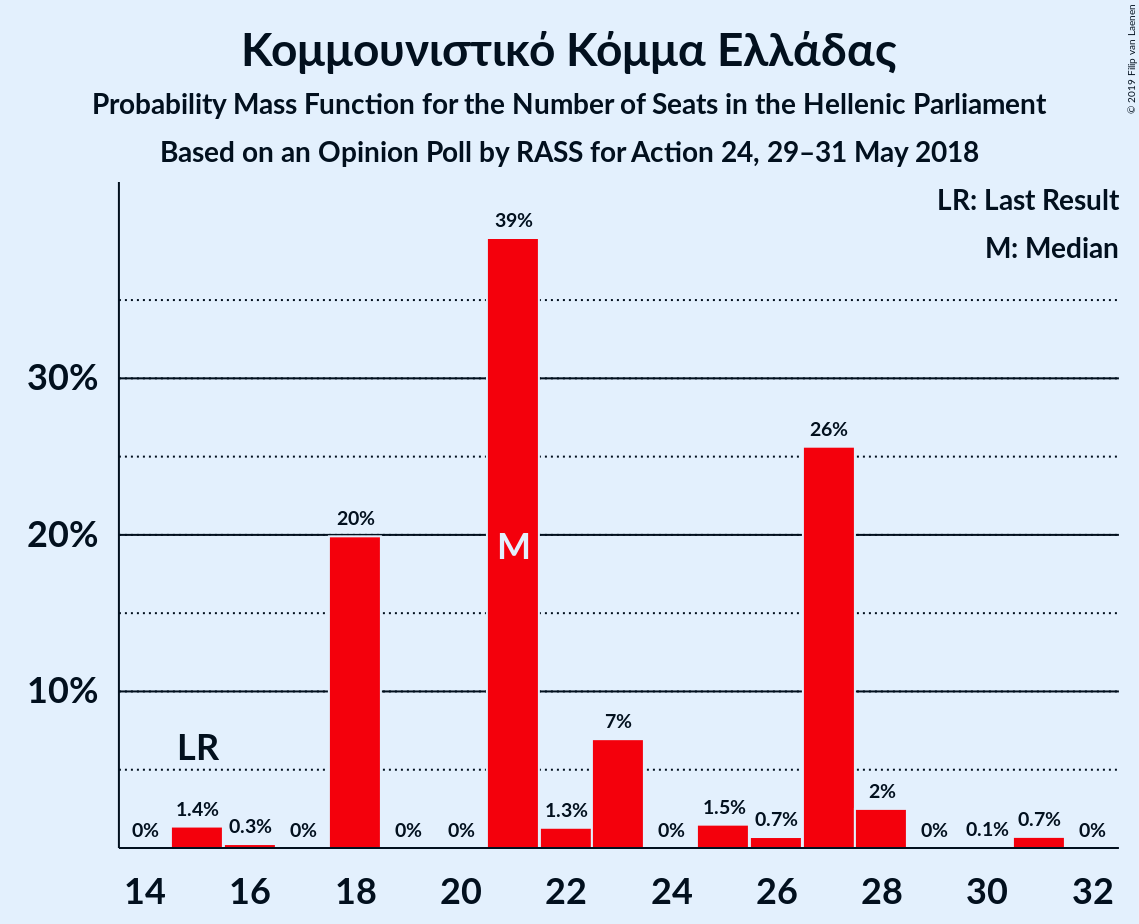 Κομμουνιστικό Κόμμα Ελλάδας
Probability Mass Function for the Number of Seats in the Hellenic Parliament
Based on an Opinion Poll by RASS for Action 24, 29–31 May 2018
© 2019 Filip van Laenen
LR: Last Result
M: Median
30%
20%
10%
0%
1.4%
0.3%
0%
20%
0%
0%
39%
1.3%
7%
0%
1.5%
0.7%
26%
2%
0%
0.1%
0.7%
0%
LR
M
14 16 18 20 22 24 26 28 30 32